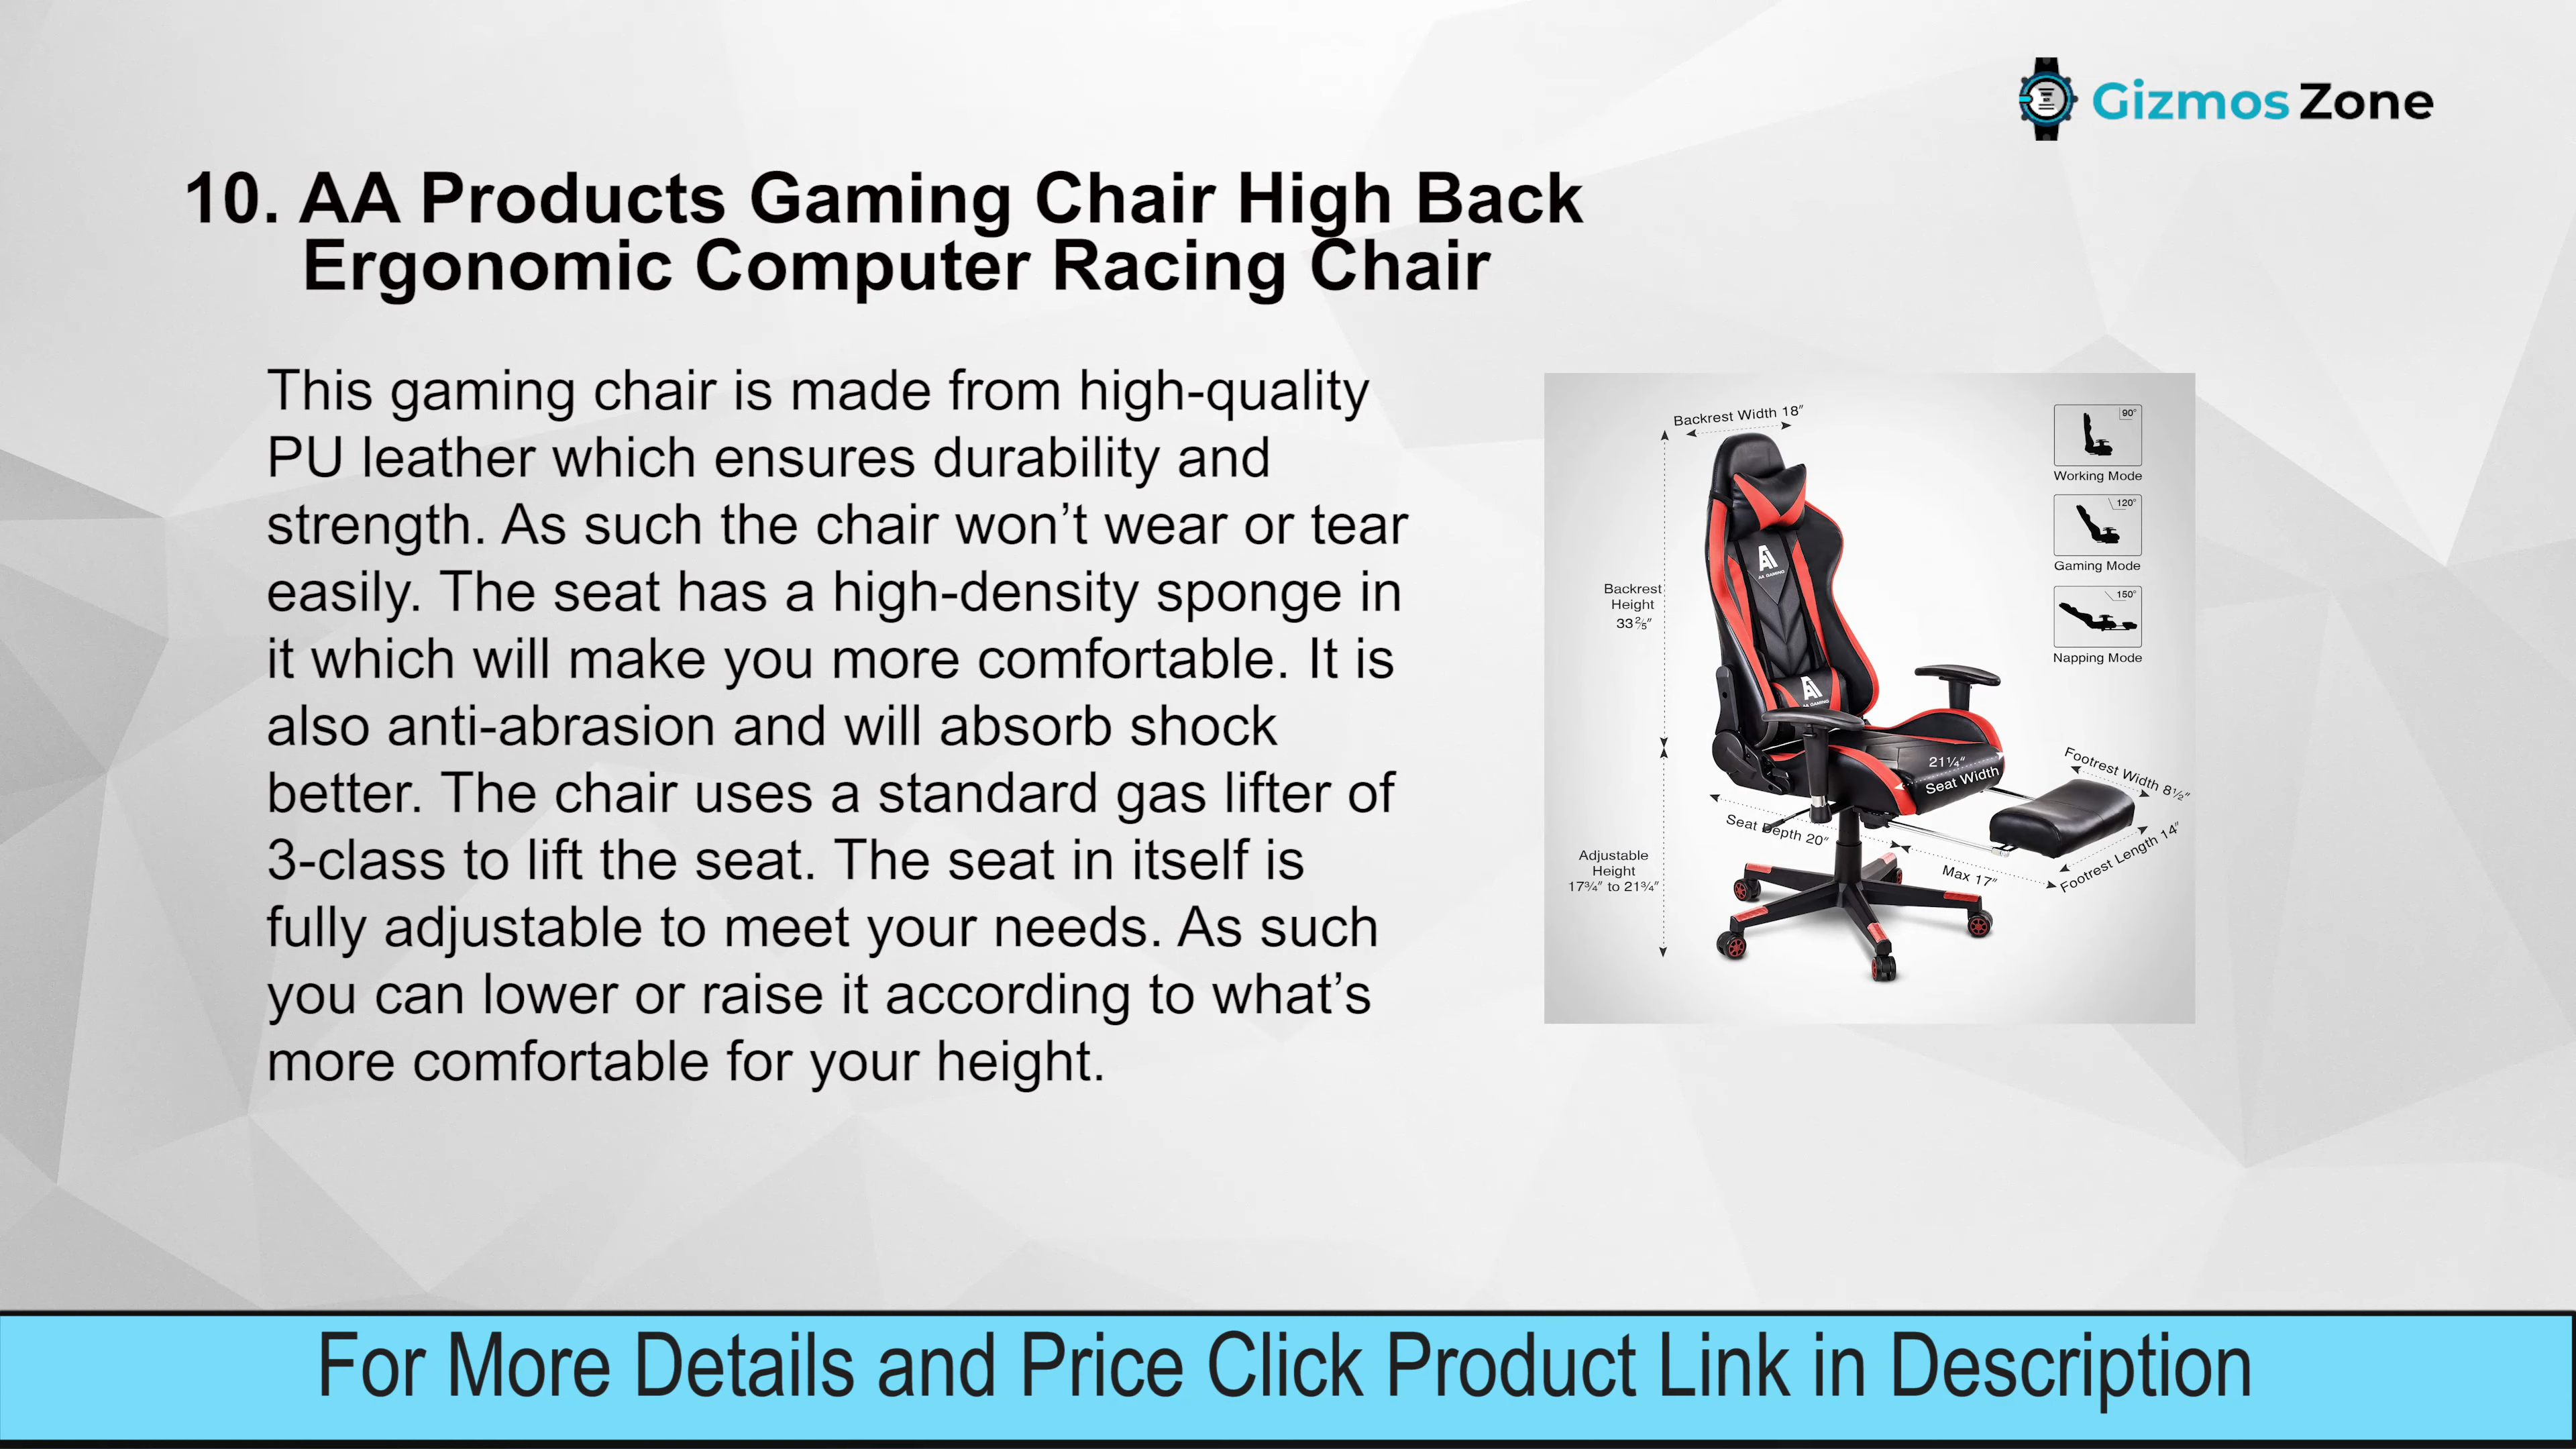 Gizmos Zone
10. AA Products Gaming Chair High Back
Ergonomic Computer Racing Chair
This gaming chair is made from high-quality
PU leather which ensures durability and
strength. As such the chair won’t wear or tear
easily. The seat has a high-density sponge in
it which will make you more comfortable. It is
also anti-abrasion and will absorb shock
better. The chair uses a standard gas lifter of
3-class to lift the seat. The seat in itself is
fully adjustable to meet your needs. As such
you can lower or raise it according to what’s
more comfortable for your height.
Backrest Width 18″
90°
Working Mode
120°
Gaming Mode
150°
Napping Mode
Backrest
Height
33⅖″
AA GAMING
AA GAMING
21¼″
Seat Width
Footrest Width 8½″
Seat Depth 20″
Footrest Length 14″
Max 17″
Adjustable
Height
17¾″ to 21¾″
For More Details and Price Click Product Link in Description